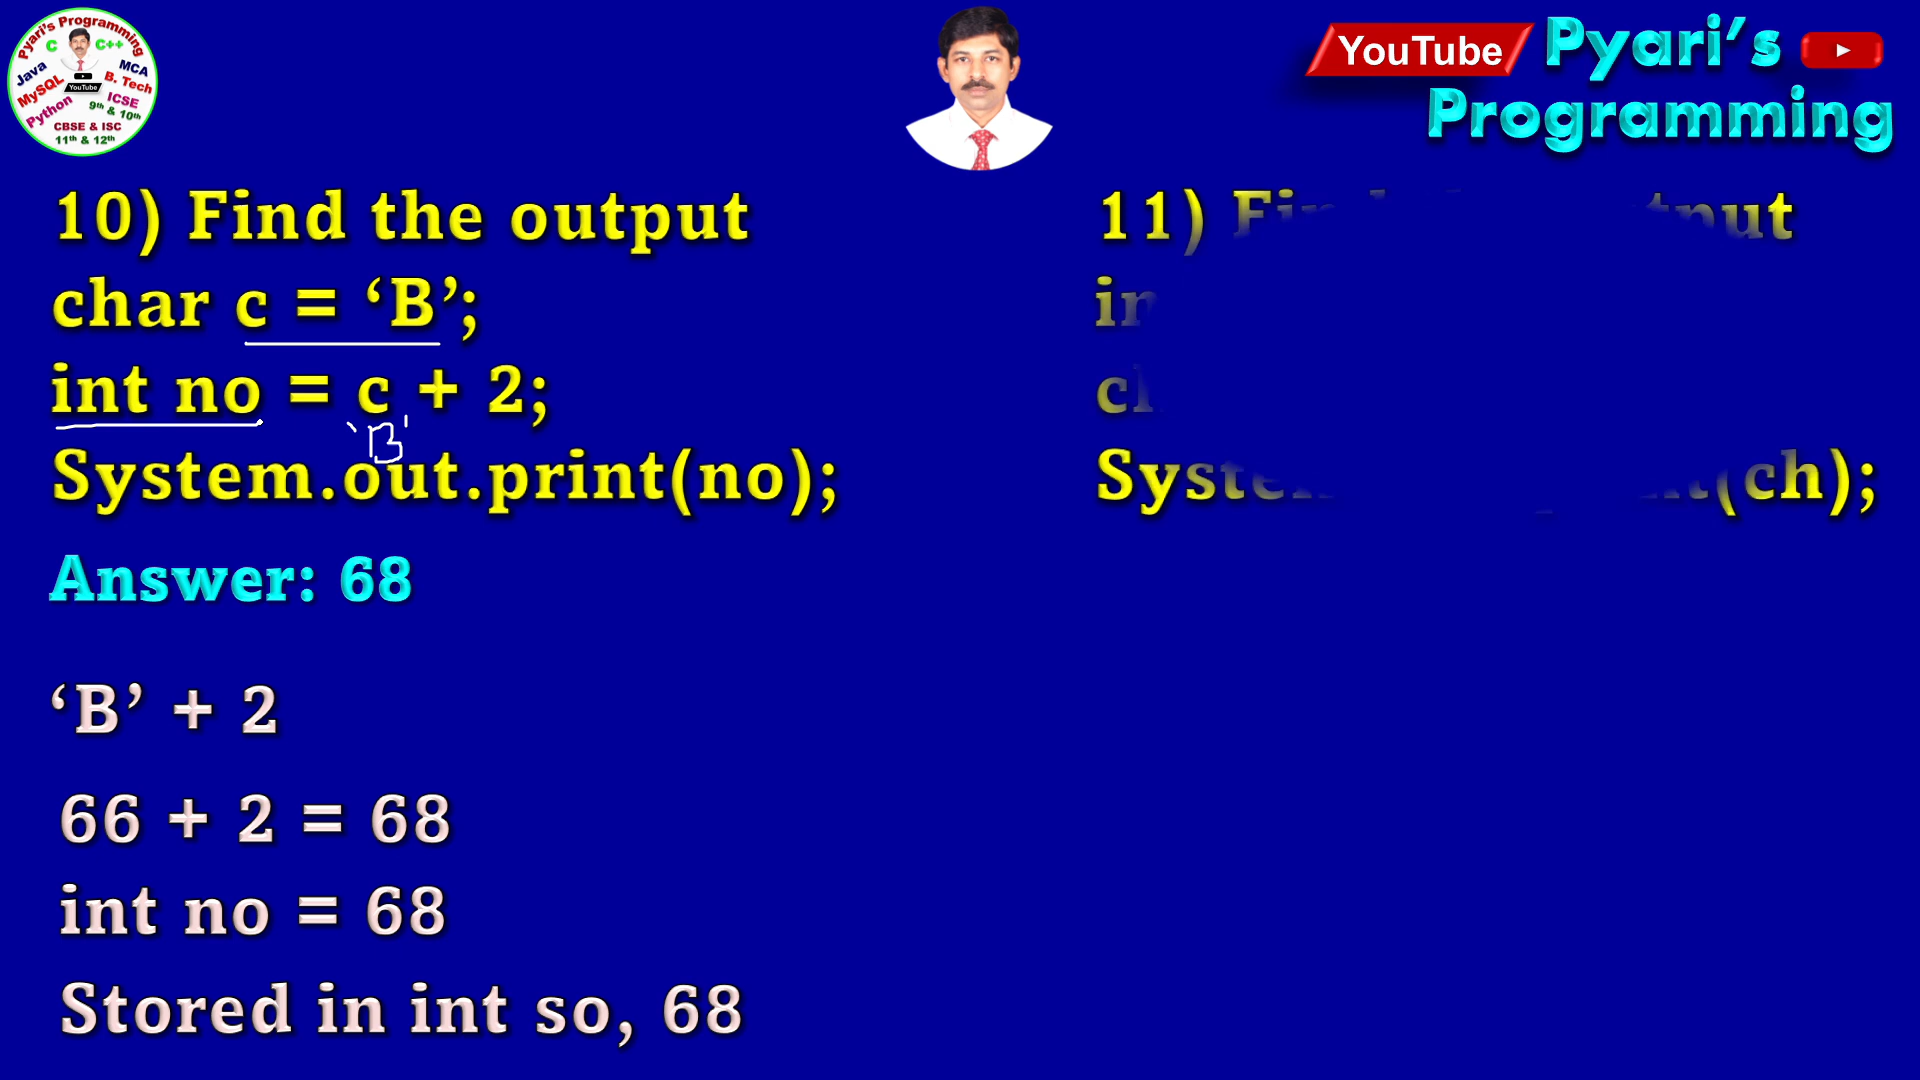 Pyari's Programming
C
C++
Java
MCA
MySQL
B. Tech
YouTube
Python
ICSE
9th & 10th
CBSE & ISC
11th & 12th
YouTube Pyari's
Programming
10) Find the output
char c = ‘B’;
int no = c + 2;
‘B'
System.out.print(no);
Answer: 68
‘B’ + 2
66 + 2 = 68
int no = 68
Stored in int so, 68
11)
(ch);